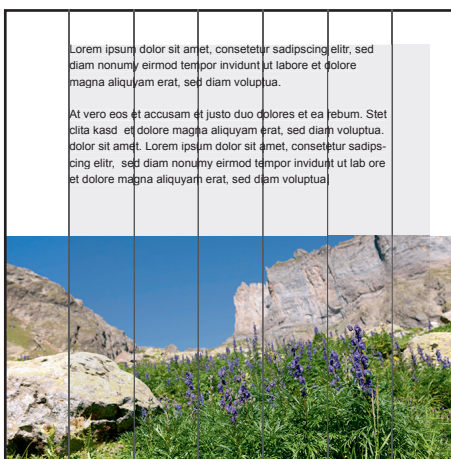 Lorem ipsum dolor sit amet, consetetur sadipscing elitr, sed
diam nonumy eirmod tempor invidunt ut labore et dolore
magna aliquyam erat, sed diam voluptua.
At vero eos et accusam et justo duo dolores et ea rebum. Stet
clita kasd et dolore magna aliquyam erat, sed diam voluptua.
dolor sit amet. Lorem ipsum dolor sit amet, consetetur sadips-
cing elitr, sed diam nonumy eirmod tempor invidunt ut lab ore
et dolore magna aliquyam erat, sed diam voluptua